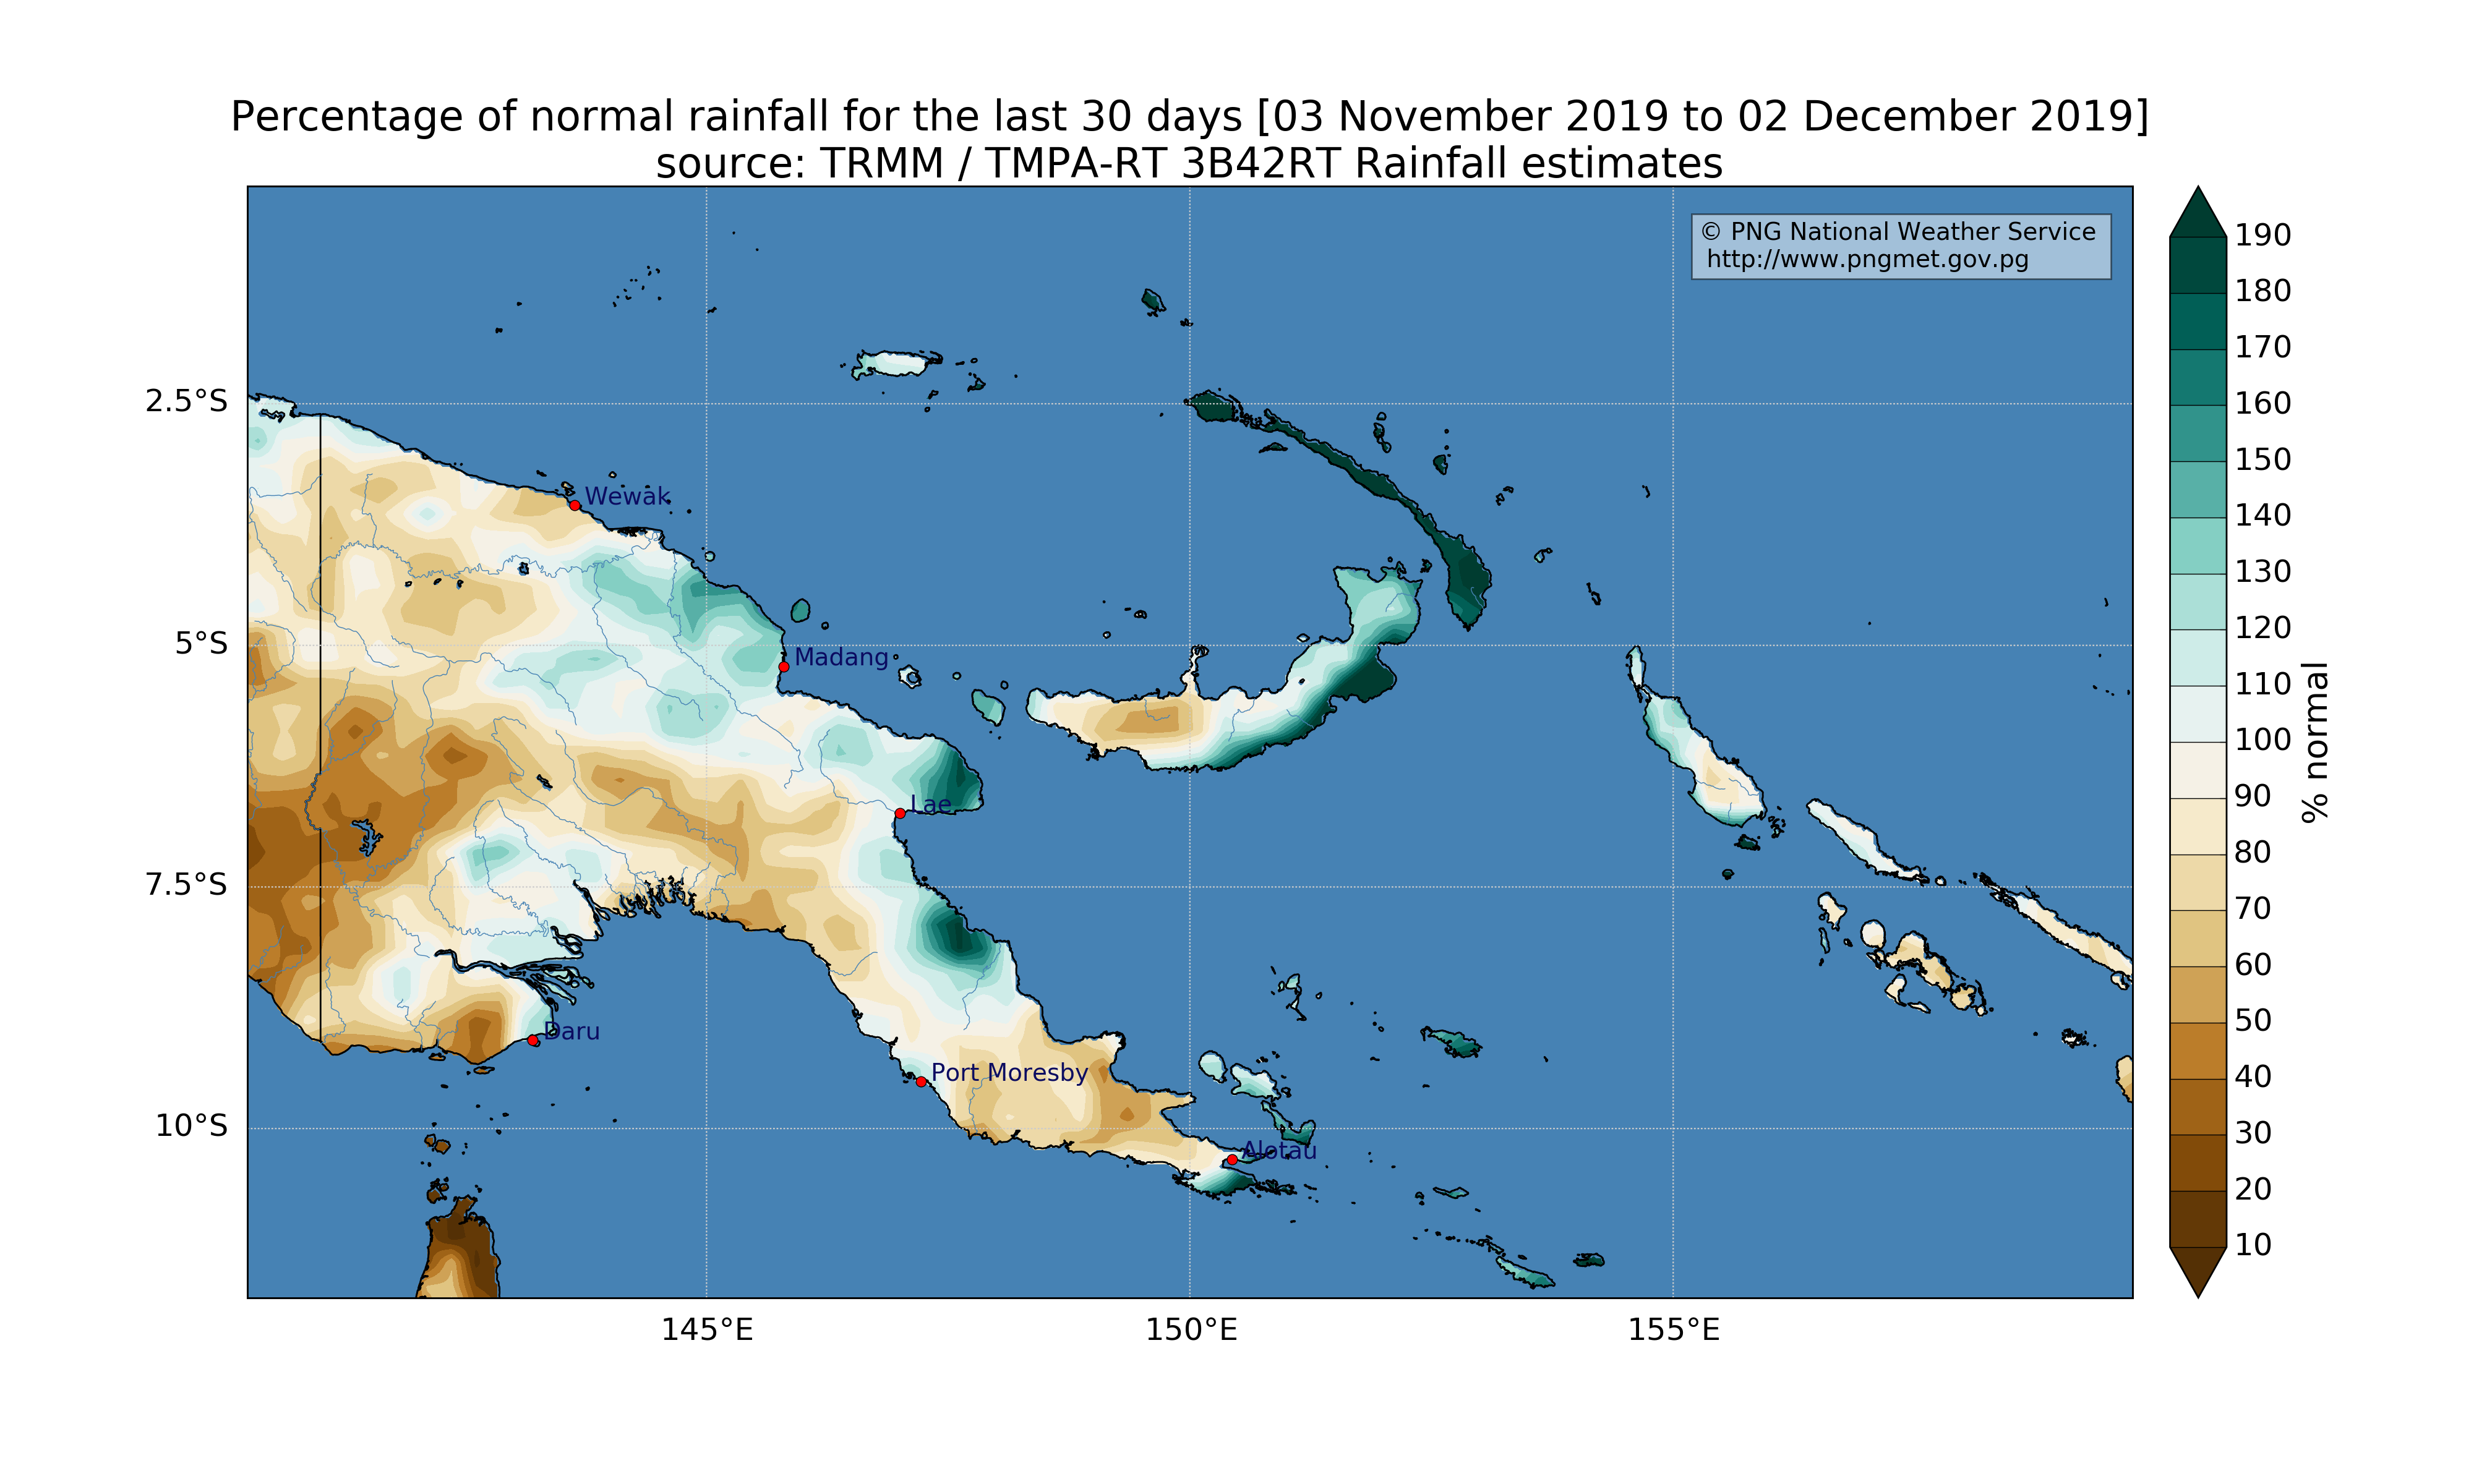 Percentage of normal rainfall for the last 30 days [03 November 2019 to 02 December 2019]
source: TRMM / TMPA-RT 3B42RT Rainfall estimates
© PNG National Weather Service
http://www.pngmet.gov.pg
190
180
170
160
150
140
130
120
110
100
90
80
70
60
50
40
30
20
10
% normal
2.5°S
5°S
7.5°S
10°S
Wewak
Madang
Lae
Daru
Port Moresby
Alotau
145°E
150°E
155°E